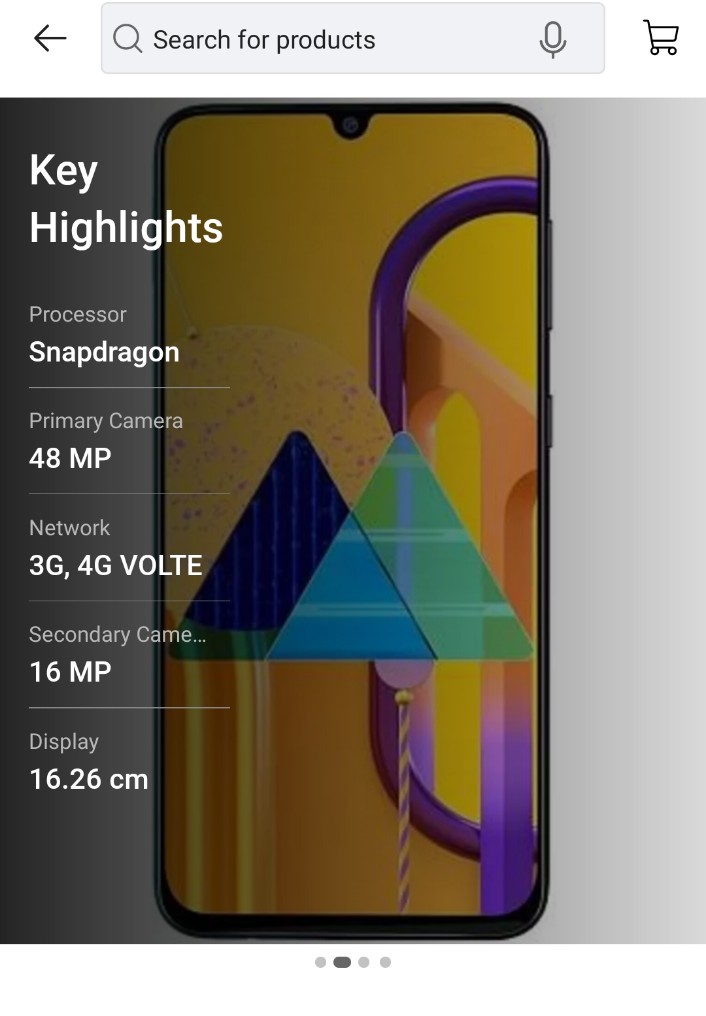 Search for products
Key
Highlights
Processor
Snapdragon
Primary Camera
48 MP
Network
3G, 4G VOLTE
Secondary Came...
16 MP
Display
16.26 cm